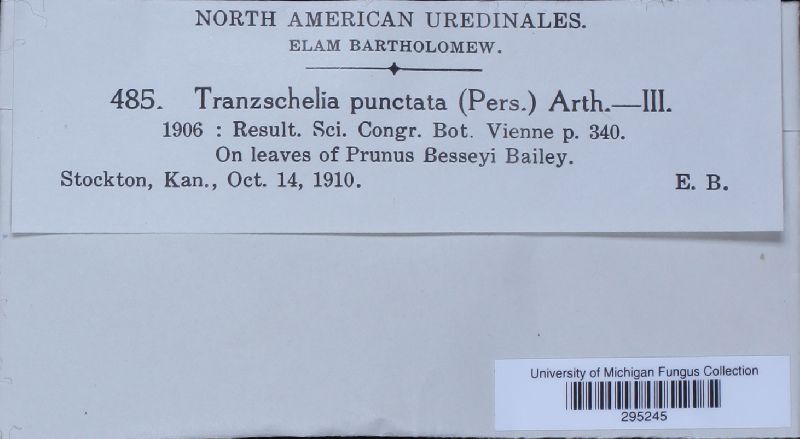 NORTH AMERICAN UREDINALES.
ELAM BARTHOLOMEW.
485. Tranzschelia punctata (Pers.) Arth.—III.
1906 : Result. Sci. Congr. Bot. Vienne p. 340.
On leaves of Prunus Besseyi Bailey.
Stockton, Kan., Oct. 14, 1910. E. B.
University of Michigan Fungus Collection
295245